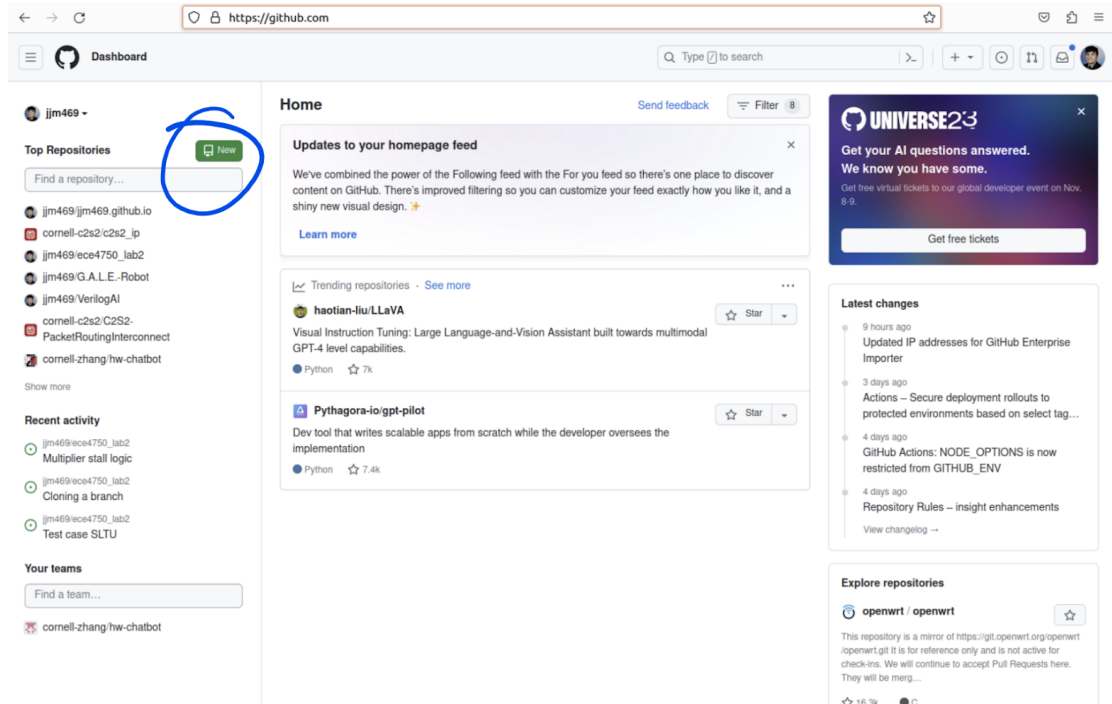 https://github.com
Dashboard
Type / to search
jjm469
Top Repositories
New
Find a repository…
jjm469/jjm469.github.io
cornell-c2s2/c2s2_ip
jjm469/ece4750_lab2
jjm469/G.A.L.E.-Robot
jjm469/VerilogAI
cornell-c2s2/C2S2-
PacketRoutingInterconnect
cornell-zhang/hw-chatbot
Show more
Recent activity
jjm469/ece4750_lab2
Multiplier stall logic
jjm469/ece4750_lab2
Cloning a branch
jjm469/ece4750_lab2
Test case SLTU
Your teams
Find a team…
cornell-zhang/hw-chatbot
Home
Send feedback
Filter 8
Updates to your homepage feed
We've combined the power of the Following feed with the For you feed so there's one place to discover
content on GitHub. There's improved filtering so you can customize your feed exactly how you like it, and a
shiny new visual design. ✨
Learn more
Trending repositories · See more
haotian-liu/LLaVA
Star
Visual Instruction Tuning: Large Language-and-Vision Assistant built towards multimodal
GPT-4 level capabilities.
Python 7k
Pythagora-io/gpt-pilot
Star
Dev tool that writes scalable apps from scratch while the developer oversees the
implementation
Python 7.4k
UNIVERSE23
Get your AI questions answered.
We know you have some.
Get free virtual tickets to our global developer event on Nov.
8-9.
Get free tickets
Latest changes
9 hours ago
Updated IP addresses for GitHub Enterprise
Importer
3 days ago
Actions – Secure deployment rollouts to
protected environments based on select tag…
4 days ago
GitHub Actions: NODE_OPTIONS is now
restricted from GITHUB_ENV
4 days ago
Repository Rules – insight enhancements
View changelog →
Explore repositories
openwrt / openwrt
This repository is a mirror of https://git.openwrt.org/openwrt
/openwrt.git It is for reference only and is not active for
check-ins. We will continue to accept Pull Requests here.
They will be merg…
16.3k C